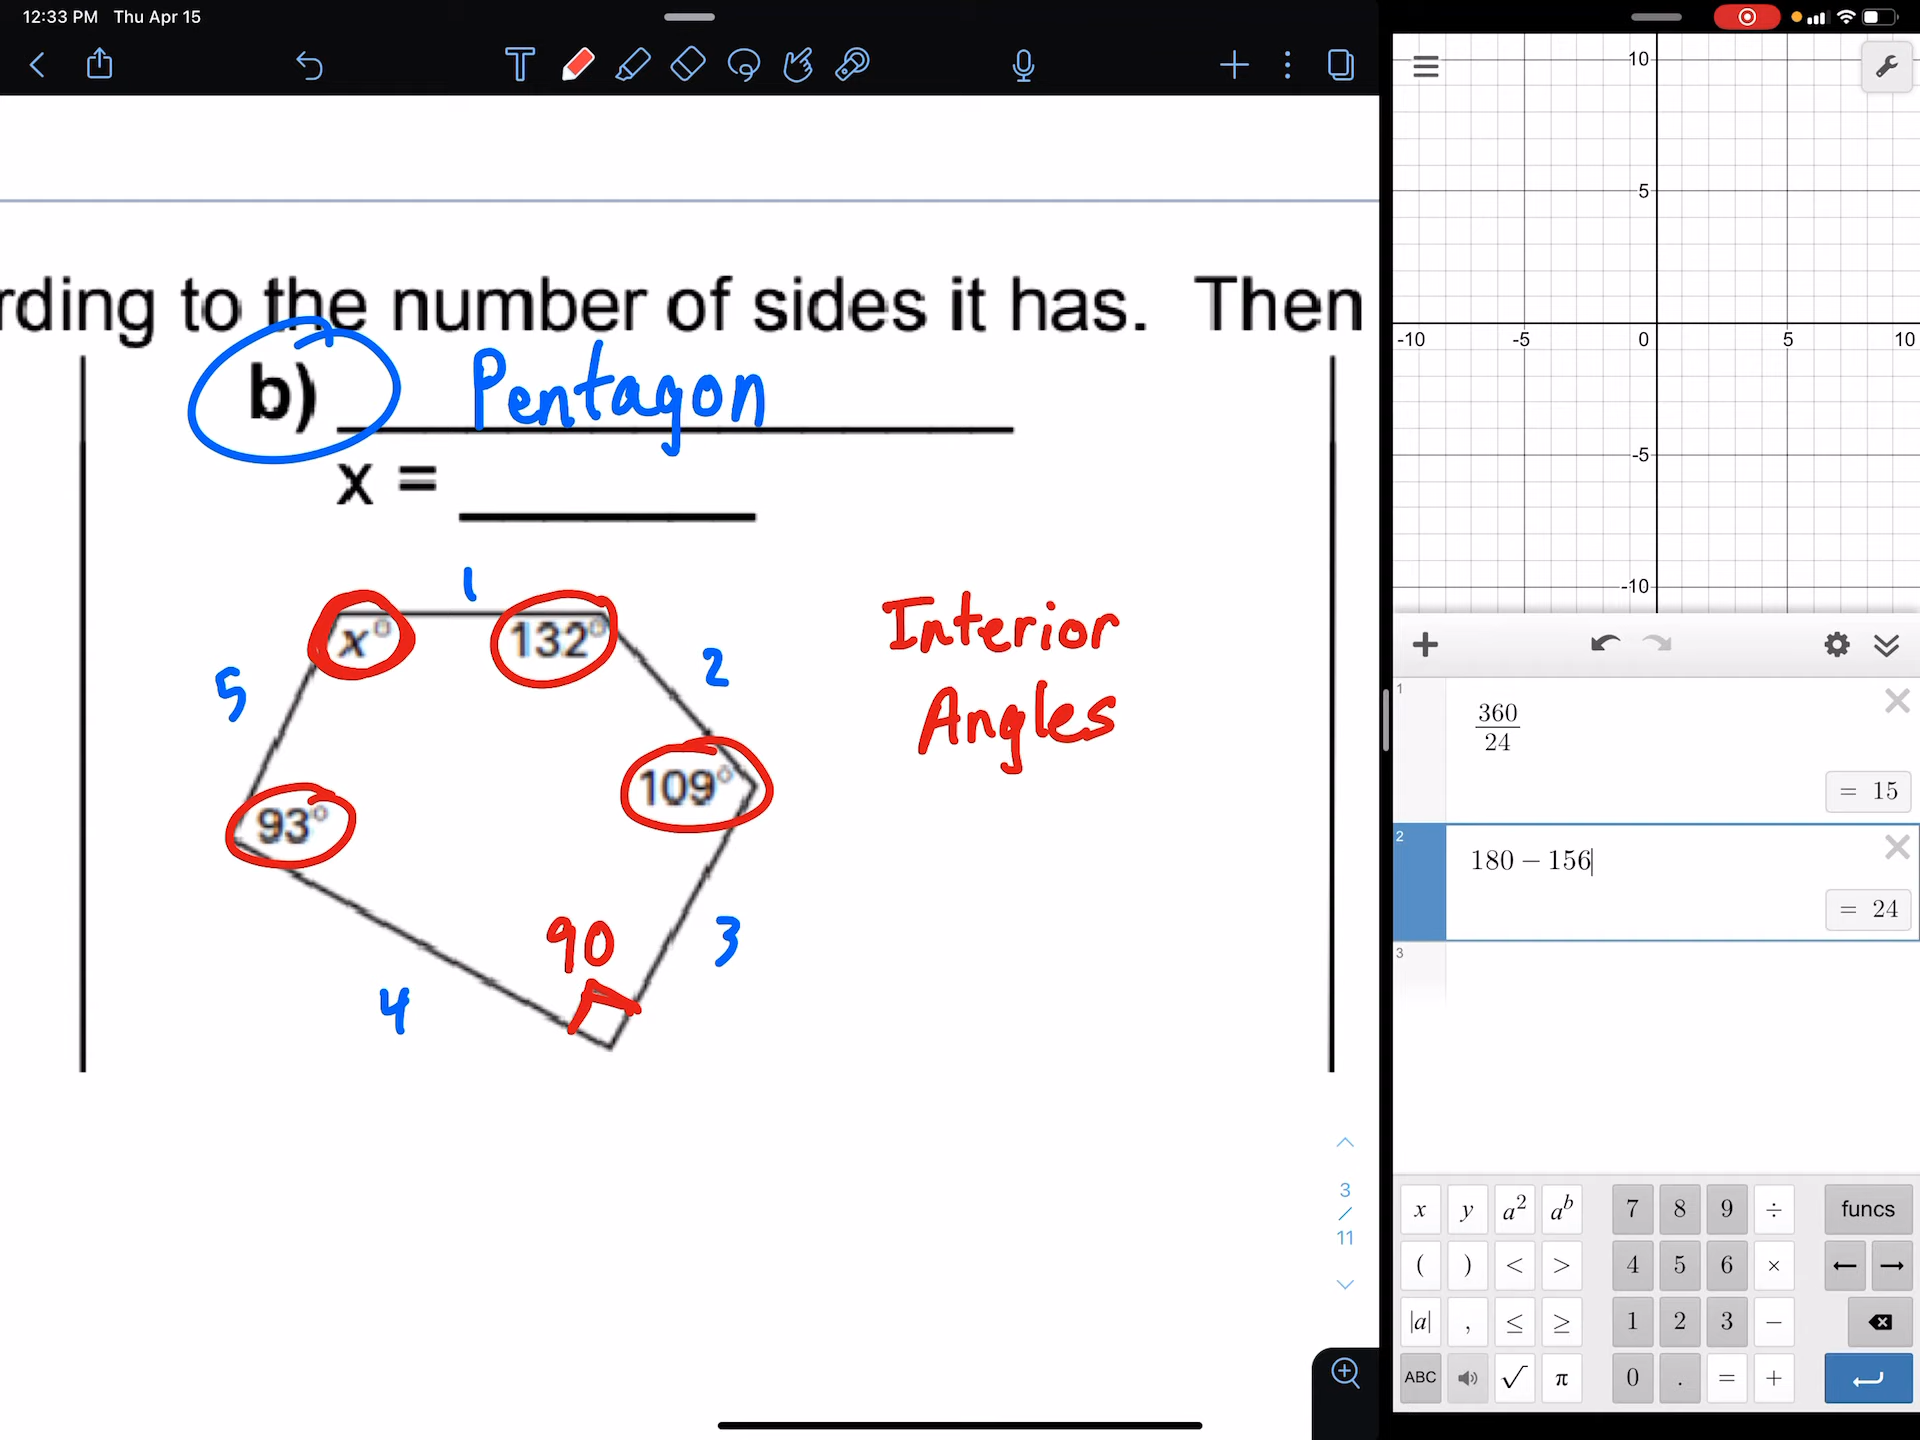 12:33 PM Thu Apr 15
rding to the number of sides it has. Then
b) Pentagon
x =
1
x° 132°
Interior
Angles
5 2
109°
93°
90
3
4
3
/
11
10
5
-10 -5 0 5 10
-5
-10
1
360
24
= 15
2
180 − 156
= 24
3
x y a² aᵇ 7 8 9 ÷ funcs
( ) < > 4 5 6 × ← →
|a| , ≤ ≥ 1 2 3 −
ABC √ π 0 . = +